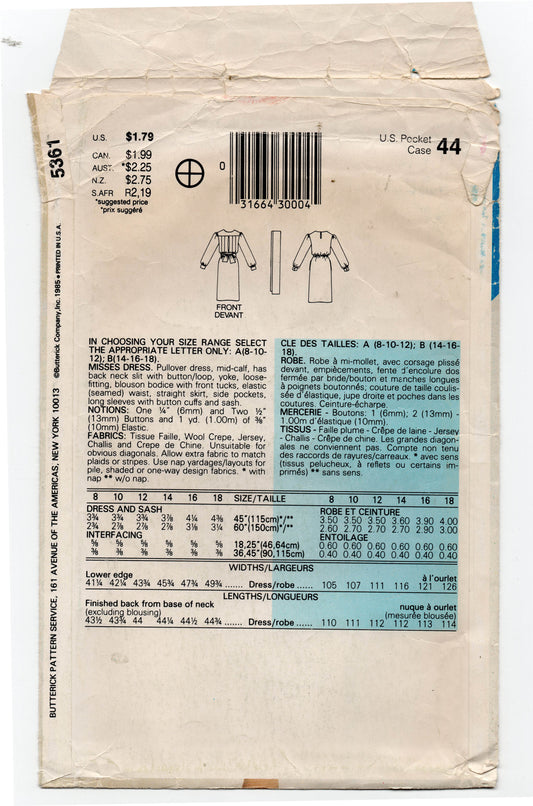 5361
©Butterick Company, Inc. 1985 • PRINTED IN U.S.A.
BUTTERICK PATTERN SERVICE, 161 AVENUE OF THE AMERICAS, NEW YORK 10013
U.S. $1.79
CAN. $1.99
AUST. *$2.25
N.Z. $2.75
S.AFR R2,19
*suggested price
*prix suggéré
0
31664 30004
U.S. Pocket
Case 44
FRONT
DEVANT
IN CHOOSING YOUR SIZE RANGE SELECT
THE APPROPRIATE LETTER ONLY: A(8-10-
12); B(14-16-18).
MISSES DRESS. Pullover dress, mid-calf, has
back neck slit with button/loop, yoke, loose-
fitting, blouson bodice with front tucks, elastic
(seamed) waist, straight skirt, side pockets,
long sleeves with button cuffs and sash.
NOTIONS: One ¼" (6mm) and Two ½"
(13mm) Buttons and 1 yd. (1.00m) of ⅜"
(10mm) Elastic.
FABRICS: Tissue Faille, Wool Crepe, Jersey,
Challis and Crepe de Chine. Unsuitable for
obvious diagonals. Allow extra fabric to match
plaids or stripes. Use nap yardages/layouts for
pile, shaded or one-way design fabrics. * with
nap ** w/o nap.
CLE DES TAILLES: A (8-10-12); B (14-16-
18).
ROBE. Robe à mi-mollet, avec corsage plissé
devant, empiècements, fente d'encolure dos
fermée par bride/bouton et manches longues
à poignets boutonnés; couture de taille coulis-
sée d'élastique, jupe droite et poches dans les
coutures. Ceinture-écharpe.
MERCERIE - Boutons: 1 (6mm); 2 (13mm) -
1.00m d'élastique (10mm).
TISSUS - Faille plume - Crêpe de laine - Jersey
- Challis - Crêpe de chine. Les grandes diago-
nales ne conviennent pas. Compte non tenu
des raccords de rayures/carreaux. * avec sens
(tissus pelucheux, à reflets ou certains im-
primés) ** sans sens.
8 10 12 14 16 18 SIZE/TAILLE 8 10 12 14 16 18
DRESS AND SASH ROBE ET CEINTURE
3¾ 3¾ 3¾ 3⅞ 4¼ 4⅜ 45"(115cm)*/** 3.50 3.50 3.50 3.60 3.90 4.00
2¾ 2⅞ 2⅞ 2⅞ 3⅛ 3¼ 60"(150cm)*/** 2.60 2.70 2.70 2.70 2.90 3.00
INTERFACING ENTOILAGE
⅝ ⅝ ⅝ ⅝ ⅝ ⅝ 18,25"(46,64cm) 0.60 0.60 0.60 0.60 0.60 0.60
⅜ ⅜ ⅜ ⅜ ⅜ ⅜ 36,45"(90,115cm) 0.40 0.40 0.40 0.40 0.40 0.40
WIDTHS/LARGEURS
Lower edge à l'ourlet
41¼ 42¼ 43¾ 45¾ 47¾ 49¾ ....... Dress/robe ....... 105 107 111 116 121 126
LENGTHS/LONGUEURS
Finished back from base of neck nuque à ourlet
(excluding blousing) (mesurée blousée)
43½ 43¾ 44 44¼ 44½ 44¾ ....... Dress/robe ....... 110 111 112 112 113 114